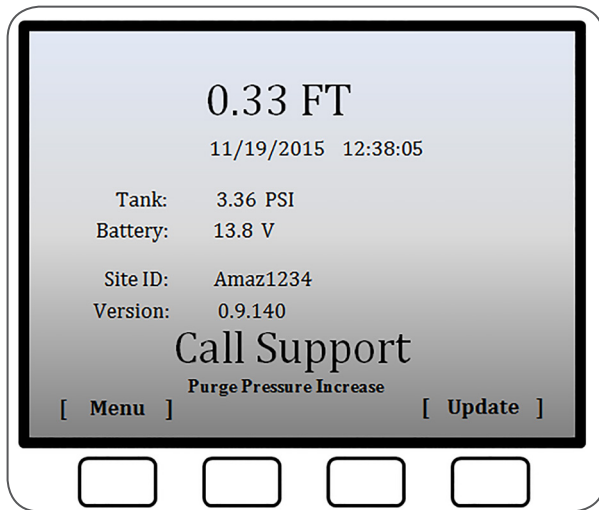 0.33 FT
11/19/2015 12:38:05
Tank: 3.36 PSI
Battery: 13.8 V
Site ID: Amaz1234
Version: 0.9.140
Call Support
Purge Pressure Increase
[ Menu ] [ Update ]